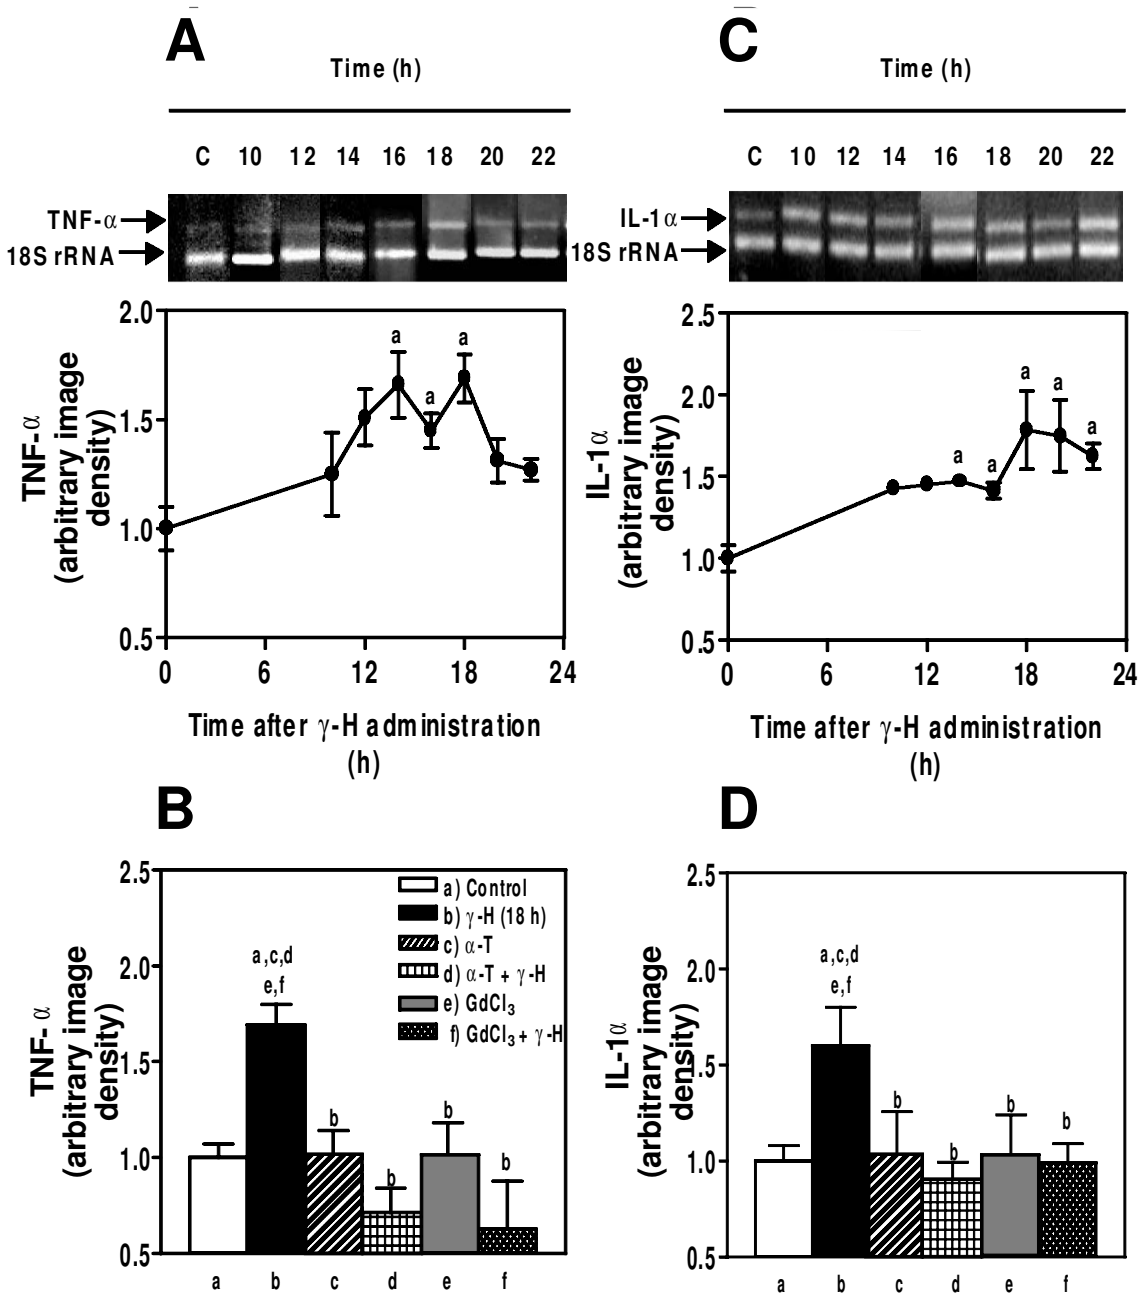 A
Time (h)
C 10 12 14 16 18 20 22
TNF-α
18S rRNA
2.0
1.5
1.0
0.5
a
a
a
TNF-α
(arbitrary image
density)
0 6 12 18 24
Time after γ-H administration
(h)
C
Time (h)
C 10 12 14 16 18 20 22
IL-1α
18S rRNA
2.5
2.0
1.5
1.0
0.5
a
a
a
a
a
IL-1α
(arbitrary image
density)
0 6 12 18 24
Time after γ-H administration
(h)
B
2.5
2.0
1.5
1.0
0.5
TNF-α
(arbitrary image
density)
a) Control
b) γ-H (18 h)
c) α-T
d) α-T + γ-H
e) GdCl₃
f) GdCl₃ + γ-H
a,c,d
e,f
b
b
b
b
a b c d e f
D
2.5
2.0
1.5
1.0
0.5
IL-1α
(arbitrary image
density)
a,c,d
e,f
b
b
b
b
a b c d e f